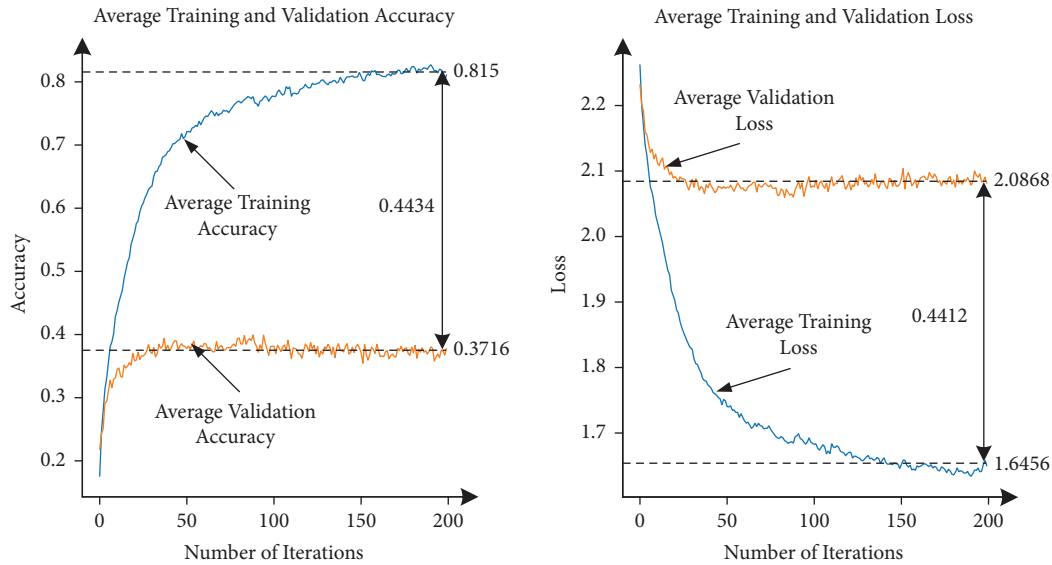 Average Training and Validation Accuracy
0.8
0.7
0.6
0.5
0.4
0.3
0.2
Accuracy
0.815
0.4434
0.3716
Average Training
Accuracy
Average Validation
Accuracy
0
50
100
150
200
Number of Iterations
Average Training and Validation Loss
2.2
2.1
2.0
1.9
1.8
1.7
Loss
Average Validation
Loss
2.0868
0.4412
Average Training
Loss
1.6456
0
50
100
150
200
Number of Iterations